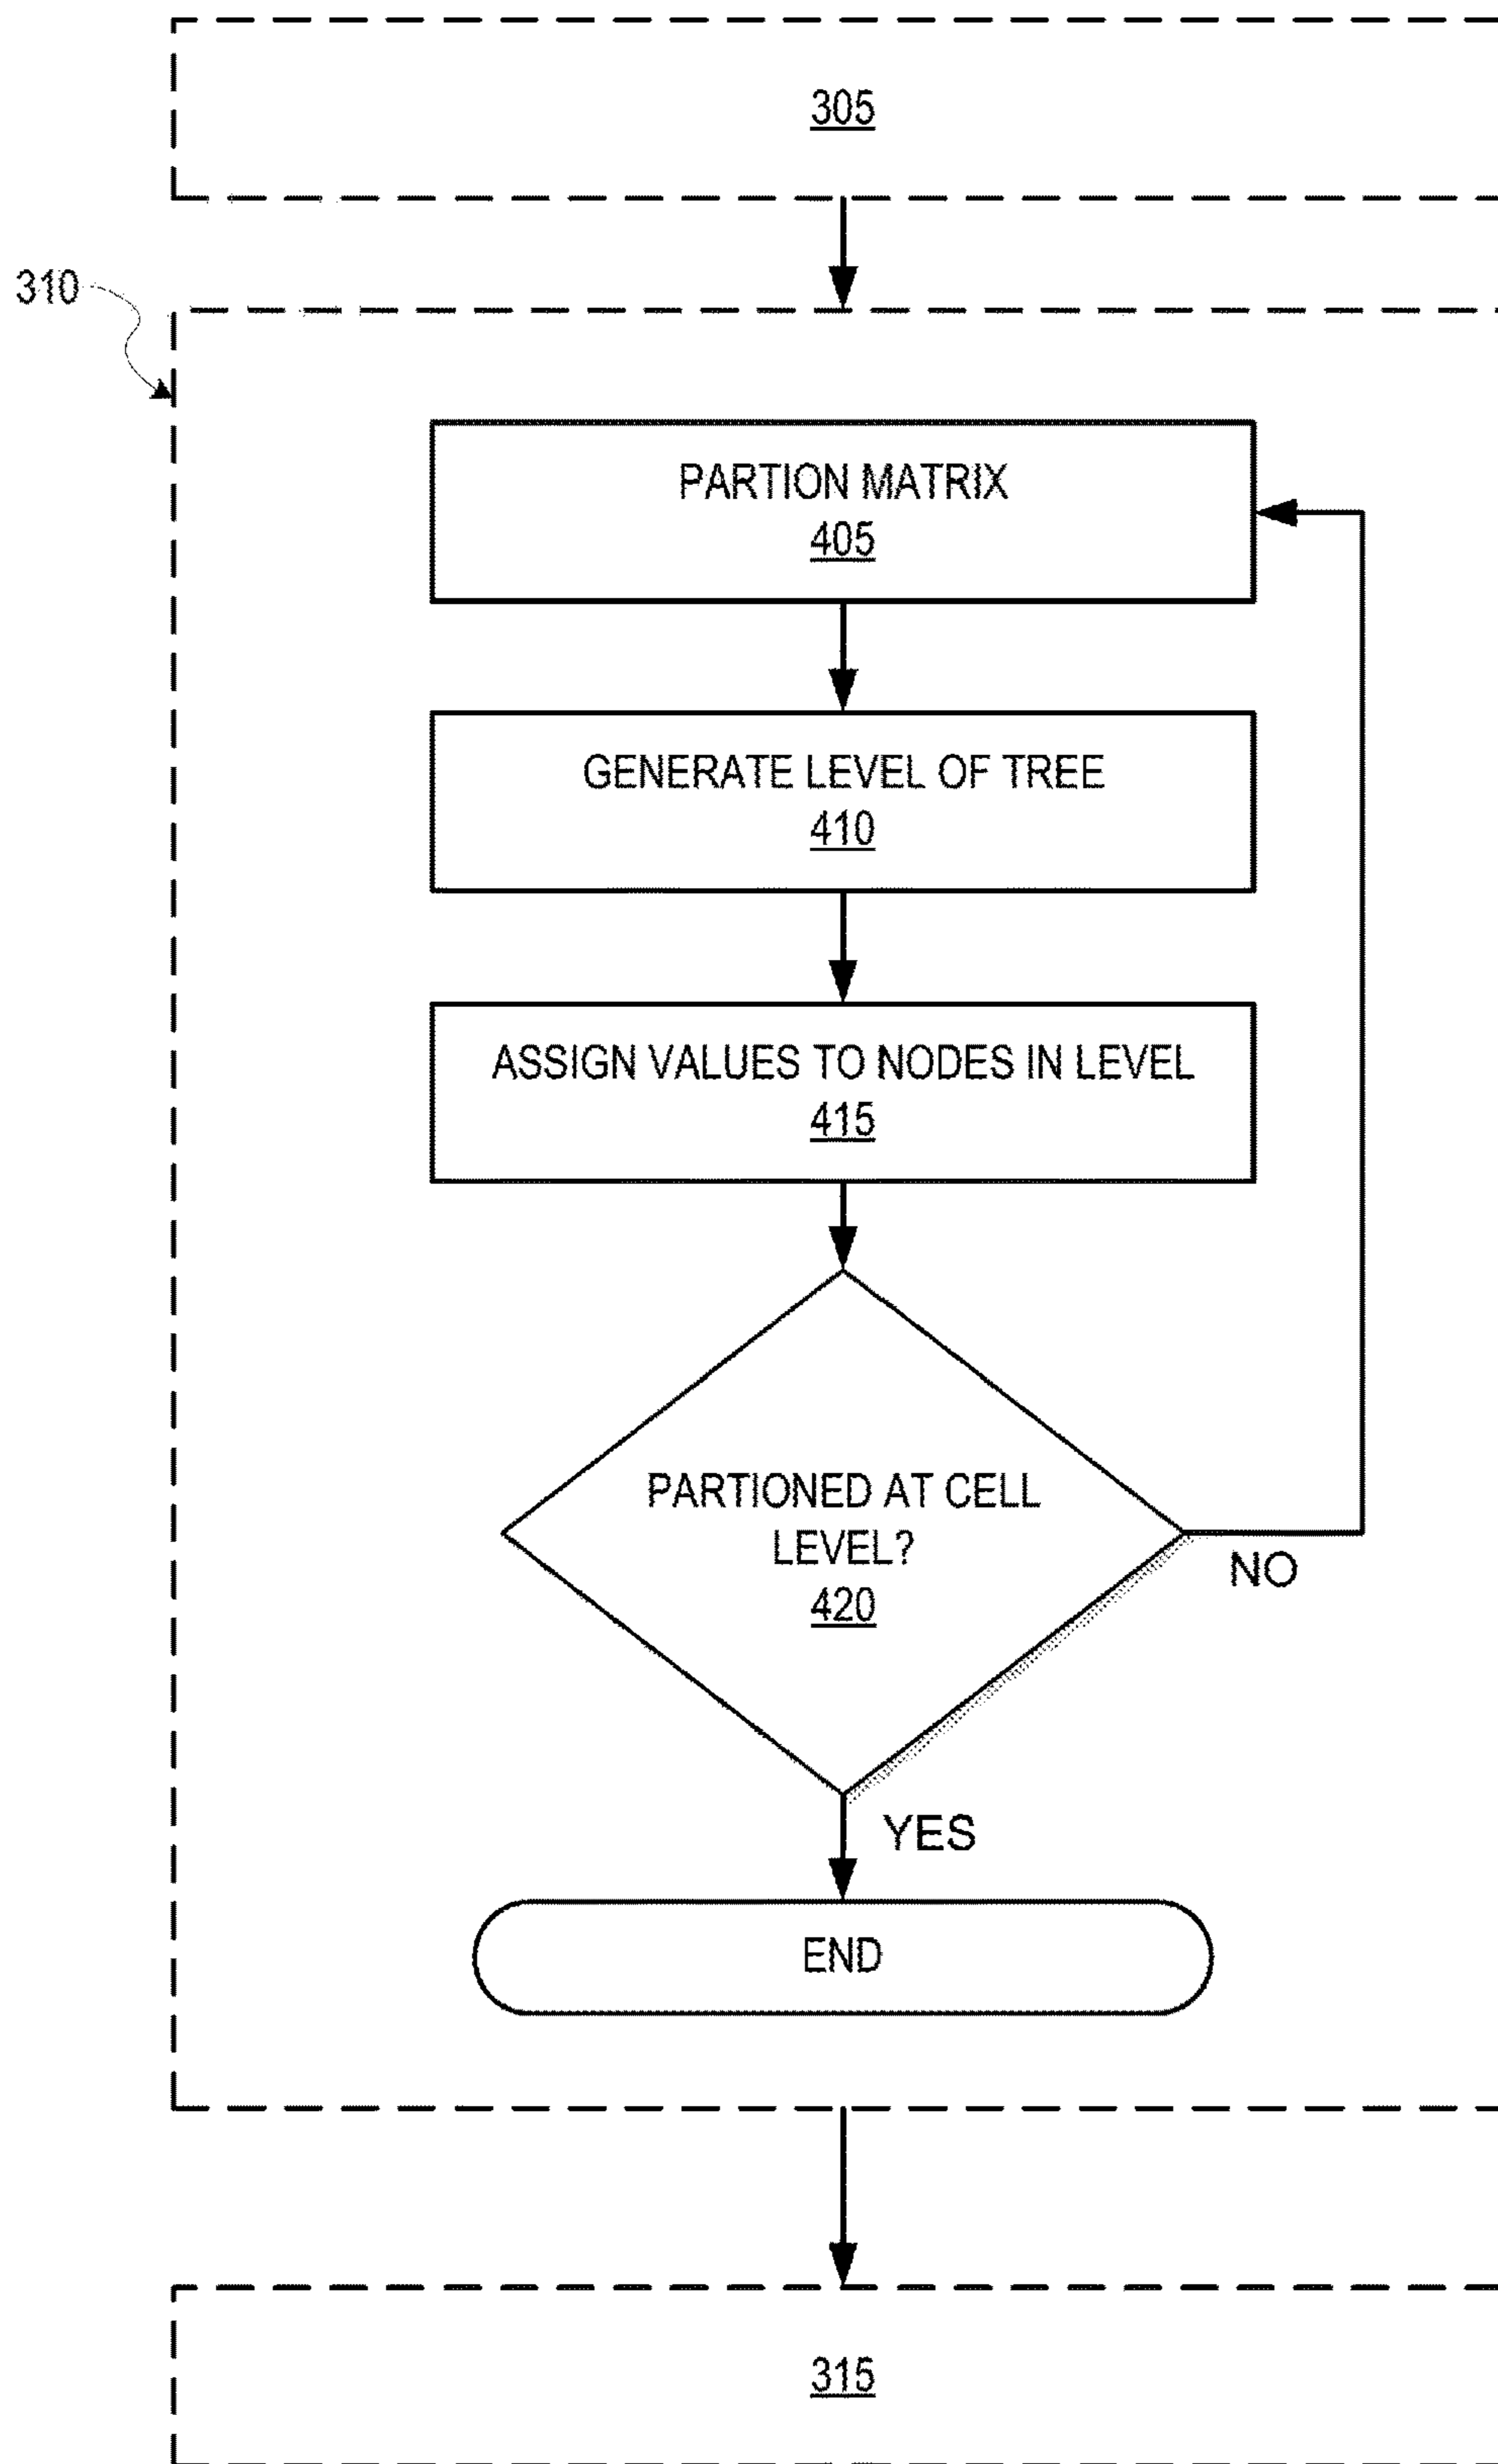 305
310
PARTION MATRIX
405
GENERATE LEVEL OF TREE
410
ASSIGN VALUES TO NODES IN LEVEL
415
PARTIONED AT CELL
LEVEL?
420
NO
YES
END
315